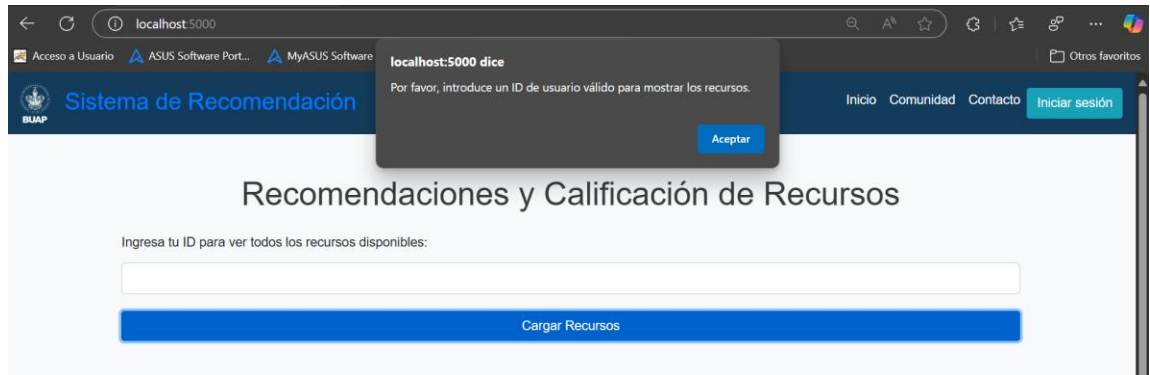 localhost:5000
Acceso a Usuario ASUS Software Port... MyASUS Software Otros favoritos
localhost:5000 dice
Por favor, introduce un ID de usuario válido para mostrar los recursos.
Aceptar
BUAP
Sistema de Recomendación
Inicio Comunidad Contacto Iniciar sesión
Recomendaciones y Calificación de Recursos
Ingresa tu ID para ver todos los recursos disponibles:
Cargar Recursos